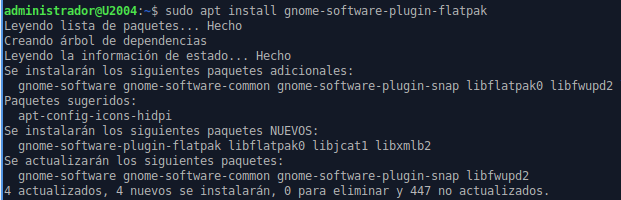 administrador@U2004:~$ sudo apt install gnome-software-plugin-flatpak
Leyendo lista de paquetes... Hecho
Creando árbol de dependencias
Leyendo la información de estado... Hecho
Se instalarán los siguientes paquetes adicionales:
  gnome-software gnome-software-common gnome-software-plugin-snap libflatpak0 libfwupd2
Paquetes sugeridos:
  apt-config-icons-hidpi
Se instalarán los siguientes paquetes NUEVOS:
  gnome-software-plugin-flatpak libflatpak0 libjcat1 libxmlb2
Se actualizarán los siguientes paquetes:
  gnome-software gnome-software-common gnome-software-plugin-snap libfwupd2
4 actualizados, 4 nuevos se instalarán, 0 para eliminar y 447 no actualizados.